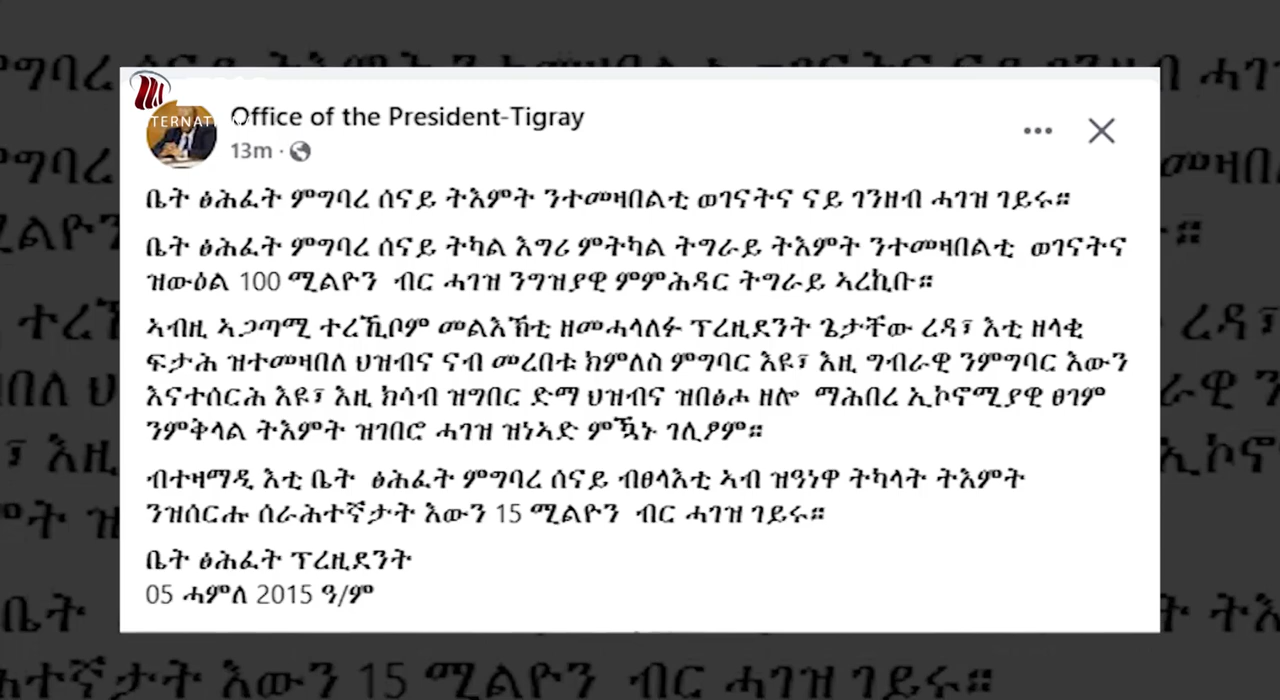 Office of the President-Tigray
13m ·
ቤት ፅሕፈት ምግባረ ሰናይ ትእምት ንተመዛበልቲ ወገናትና ናይ ገንዘብ ሓገዝ ገይሩ።
ቤት ፅሕፈት ምግባረ ሰናይ ትካል እግሪ ምትካል ትግራይ ትእምት ንተመዛበልቲ ወገናትና
ዝውዕል 100 ሚልዮን ብር ሓገዝ ንግዝያዊ ምምሕዳር ትግራይ ኣረኪቡ።
ኣብዚ ኣጋጣሚ ተረኺቦም መልእኽቲ ዘመሓላለፉ ፕረዚደንት ጌታቸው ረዳ፣ እቲ ዘላቂ
ፍታሕ ዝተመዛበለ ህዝብና ናብ መረበቱ ክምለስ ምግባር እዩ፣ እዚ ግብራዊ ንምግባር እውን
እናተሰርሕ እዩ፣ እዚ ክሳብ ዝግበር ድማ ህዝብና ዝበፅሖ ዘሎ ማሕበረ ኢኮኖሚያዊ ፀገም
ንምቅላል ትእምት ዝገበሮ ሓገዝ ዝነኣድ ምዃኑ ገሊፆም።
ብተዛማዲ እቲ ቤት ፅሕፈት ምግባረ ሰናይ ብፀላእቲ ኣብ ዝዓነዋ ትካላት ትእምት
ንዝሰርሑ ሰራሕተኛታት እውን 15 ሚልዮን ብር ሓገዝ ገይሩ።
ቤት ፅሕፈት ፕረዚደንት
05 ሓምለ 2015 ዓ/ም